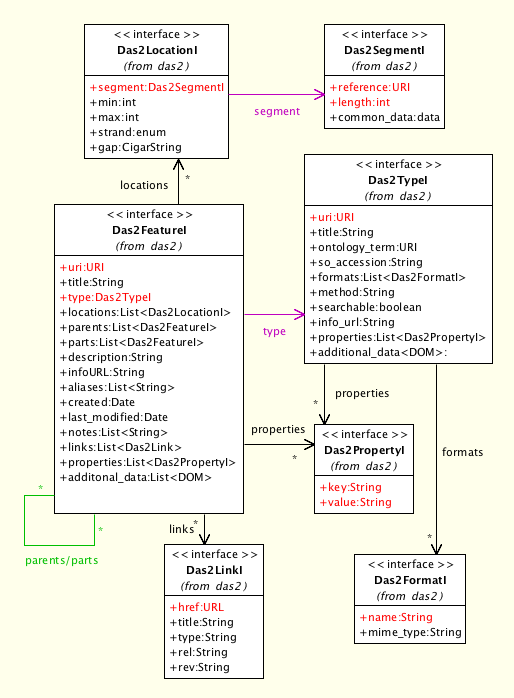 << interface >>
Das2LocationI
(from das2)
+segment:Das2SegmentI
+min:int
+max:int
+strand:enum
+gap:CigarString
<< interface >>
Das2SegmentI
(from das2)
+reference:URI
+length:int
+common_data:data
segment
locations
*
<< interface >>
Das2TypeI
(from das2)
+uri:URI
+title:String
+ontology_term:URI
+so_accession:String
+formats:List<Das2FormatI>
+method:String
+searchable:boolean
+info_url:String
+properties:List<Das2PropertyI>
+additional_data<DOM>:
<< interface >>
Das2FeatureI
(from das2)
+uri:URI
+title:String
+type:Das2TypeI
+locations:List<Das2LocationI>
+parents:List<Das2FeatureI>
+parts:List<Das2FeatureI>
+description:String
+infoURL:String
+aliases:List<String>
+created:Date
+last_modified:Date
+notes:List<String>
+links:List<Das2Link>
+properties:List<Das2PropertyI>
+additonal_data:List<DOM>
type
properties
*
properties
*
formats
*
<< interface >>
Das2PropertyI
(from das2)
+key:String
+value:String
*
*
parents/parts
links
*
<< interface >>
Das2LinkI
(from das2)
+href:URL
+title:String
+type:String
+rel:String
+rev:String
<< interface >>
Das2FormatI
(from das2)
+name:String
+mime_type:String